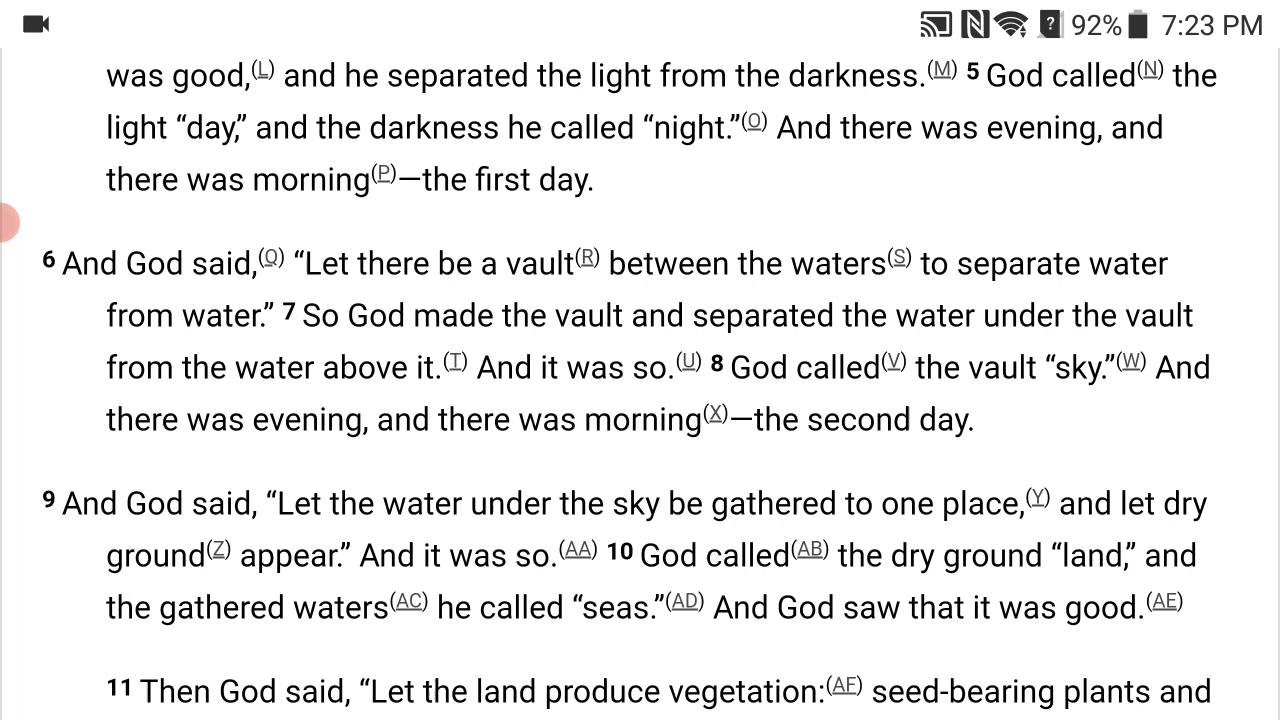 92% 7:23 PM
was good,(L) and he separated the light from the darkness.(M) 5 God called(N) the
light “day,” and the darkness he called “night.”(O) And there was evening, and
there was morning(P)—the first day.
6 And God said,(Q) “Let there be a vault(R) between the waters(S) to separate water
from water.” 7 So God made the vault and separated the water under the vault
from the water above it.(T) And it was so.(U) 8 God called(V) the vault “sky.”(W) And
there was evening, and there was morning(X)—the second day.
9 And God said, “Let the water under the sky be gathered to one place,(Y) and let dry
ground(Z) appear.” And it was so.(AA) 10 God called(AB) the dry ground “land,” and
the gathered waters(AC) he called “seas.”(AD) And God saw that it was good.(AE)
11 Then God said, “Let the land produce vegetation:(AF) seed-bearing plants and